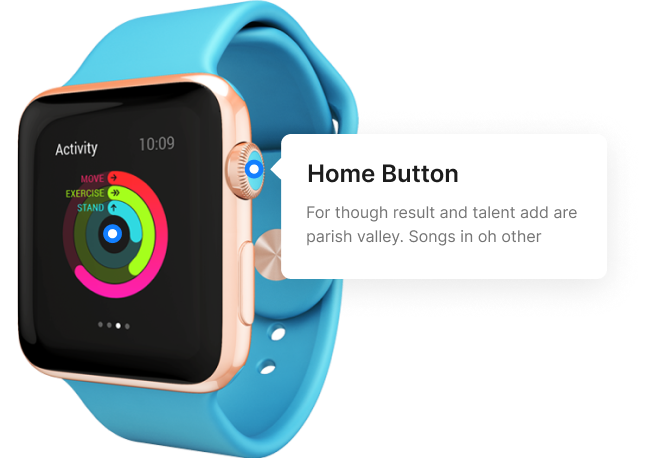 Activity 10:09
MOVE
EXERCISE
STAND
Home Button
For though result and talent add are
parish valley. Songs in oh other